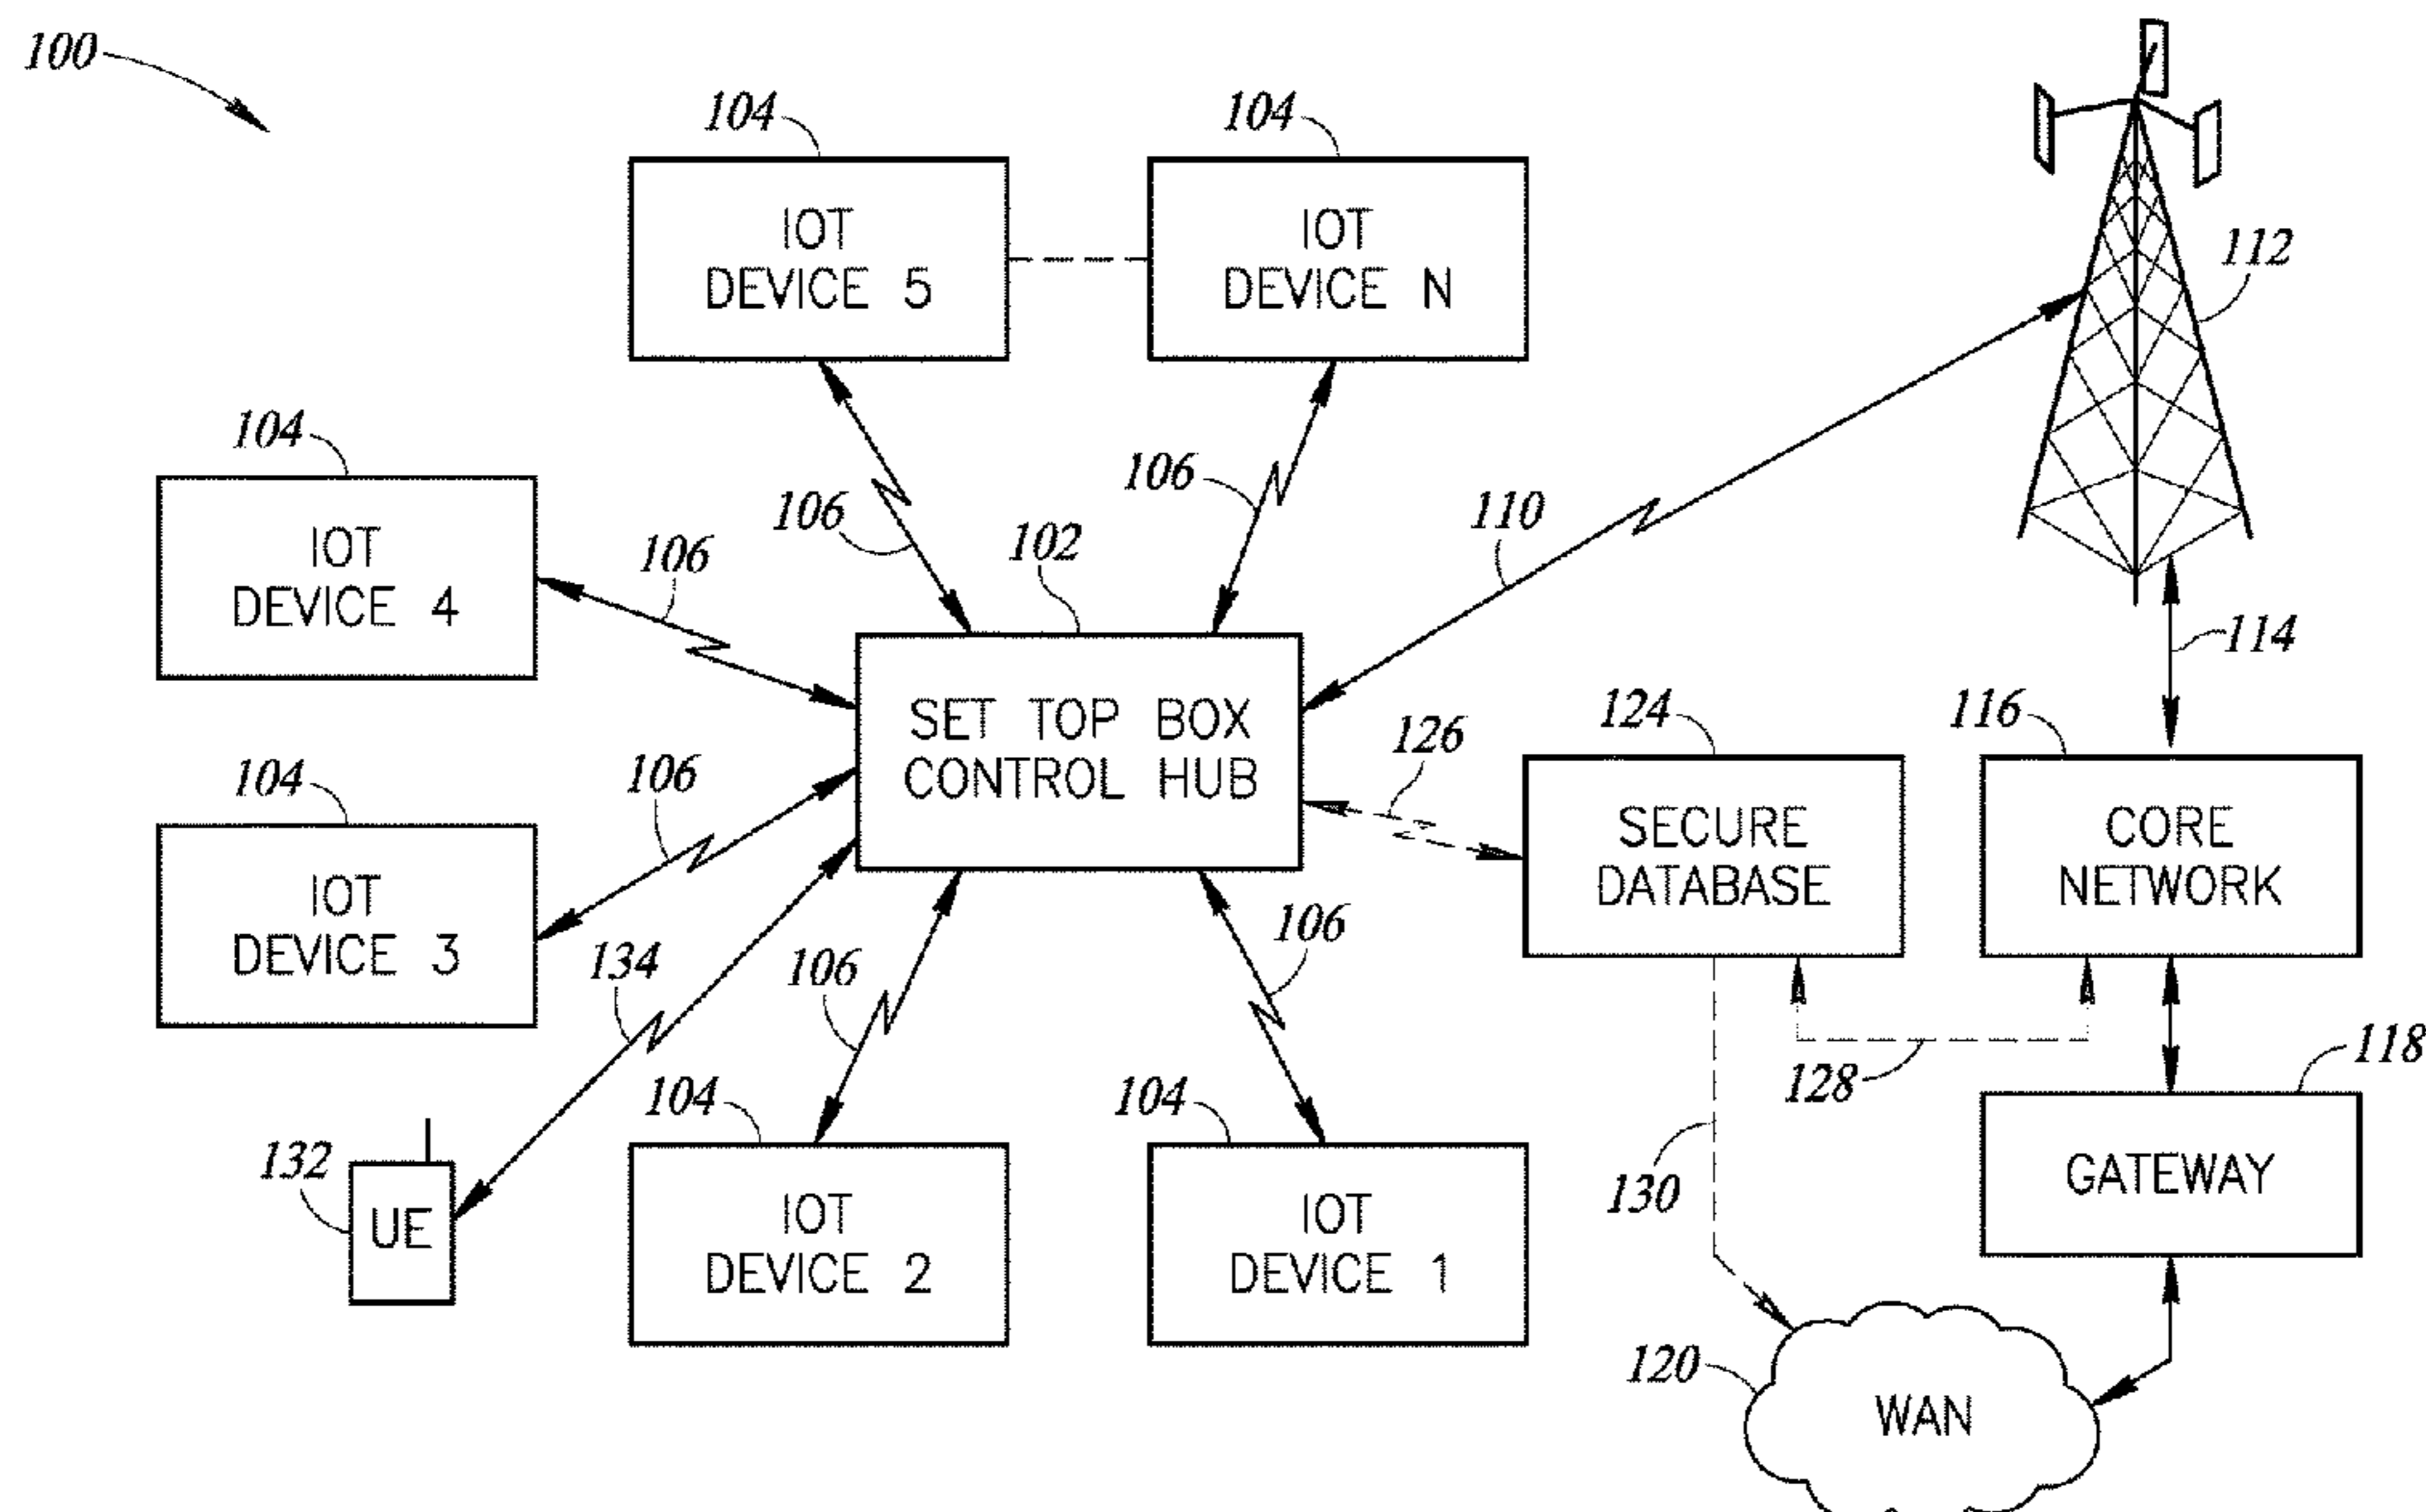 100
104
104
IOT
DEVICE 5
IOT
DEVICE N
112
104
106
106
110
IOT
DEVICE 4
106
102
114
SET TOP BOX
CONTROL HUB
126
124
116
104
106
SECURE
DATABASE
CORE
NETWORK
IOT
DEVICE 3
134
106
106
128
118
104
104
132
UE
IOT
DEVICE 2
IOT
DEVICE 1
130
GATEWAY
120
WAN